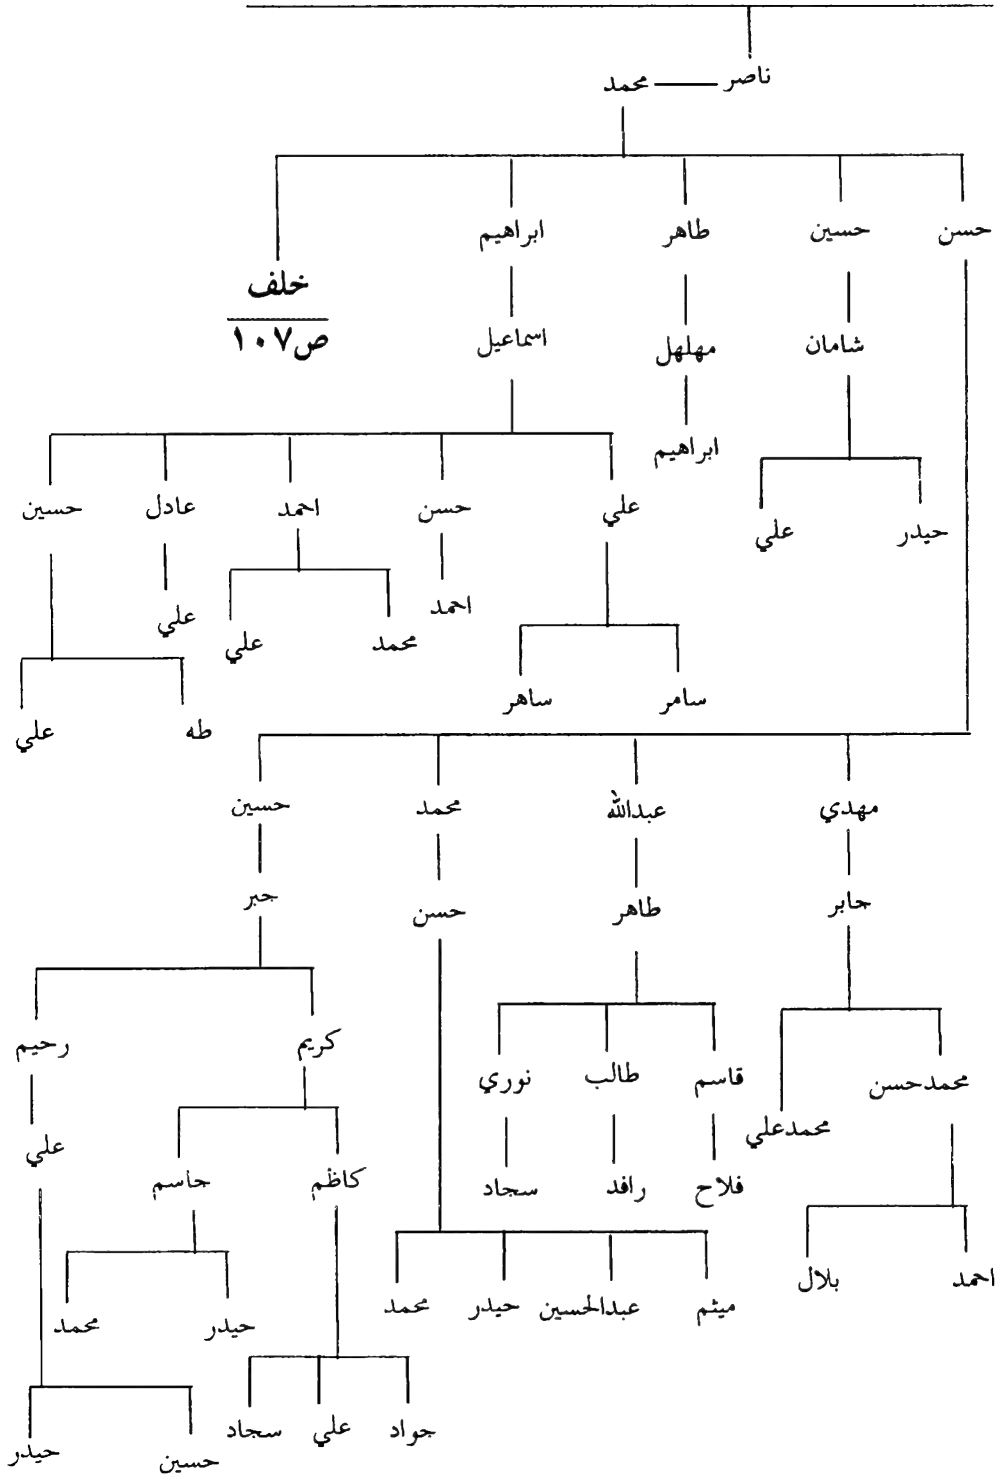 ناصر محمد
حسن حسين طاهر ابراهيم خلف
ص١٠٧
شامان مهلهل اسماعيل
ابراهيم
حيدر علي
علي حسن احمد عادل حسين
احمد علي
محمد علي
سامر ساهر
طه علي
مهدي عبدالله محمد حسين
جابر طاهر حسن جبر
كريم رحيم
محمدحسن قاسم طالب نوري
محمدعلي علي
فلاح رافد سجاد كاظم جاسم
احمد بلال
ميثم عبدالحسين حيدر محمد
حيدر محمد
جواد علي سجاد
حسين حيدر